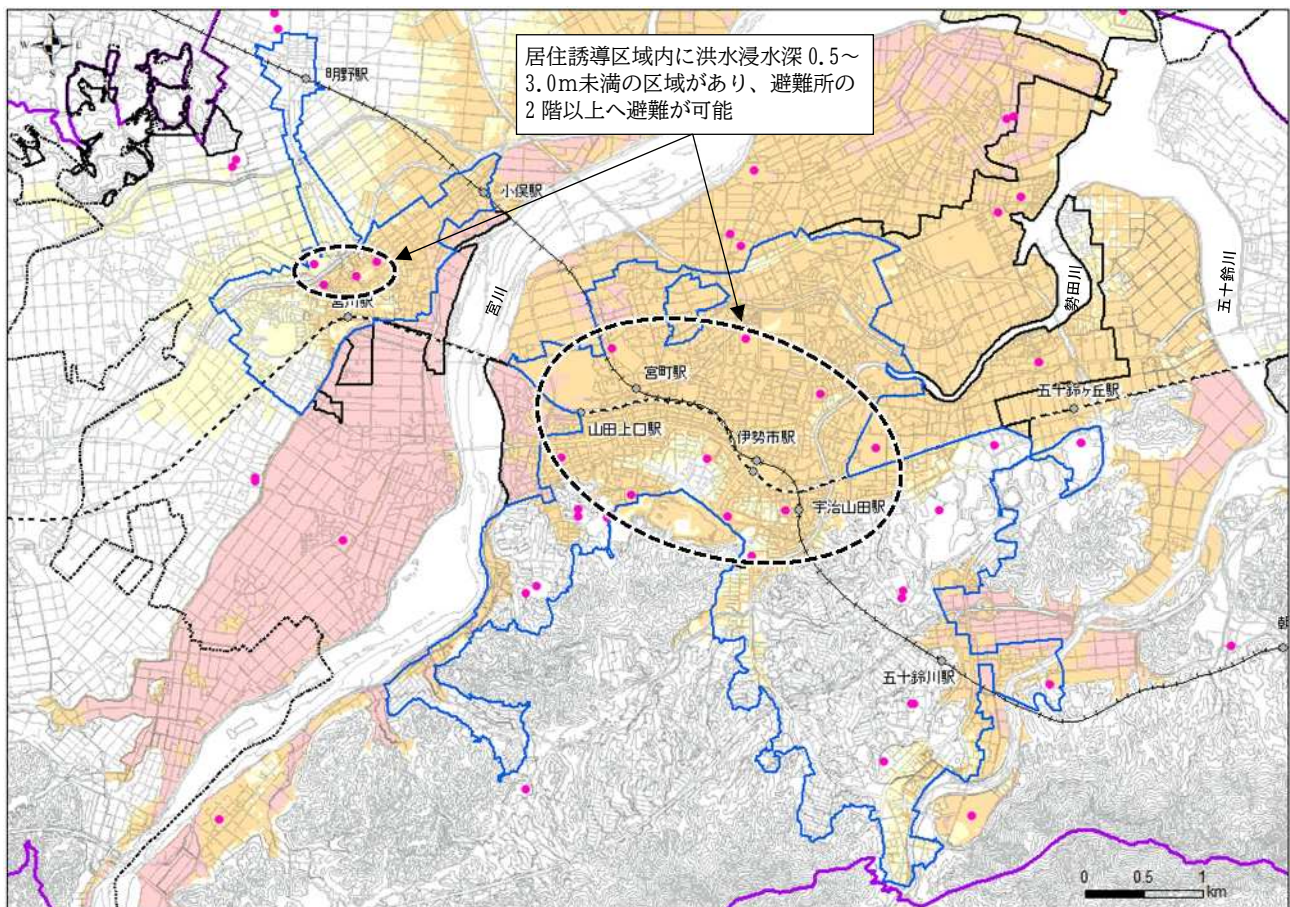 居住誘導区域内に洪水浸水深 0.5～
3.0m未満の区域があり、避難所の
2 階以上へ避難が可能
N
W
E
S
明野駅
小俣駅
宮川駅
宮川
勢田川
五十鈴川
宮町駅
山田上口駅
伊勢市駅
五十鈴ヶ丘駅
宇治山田駅
五十鈴川駅
朝
0 0.5 1
km